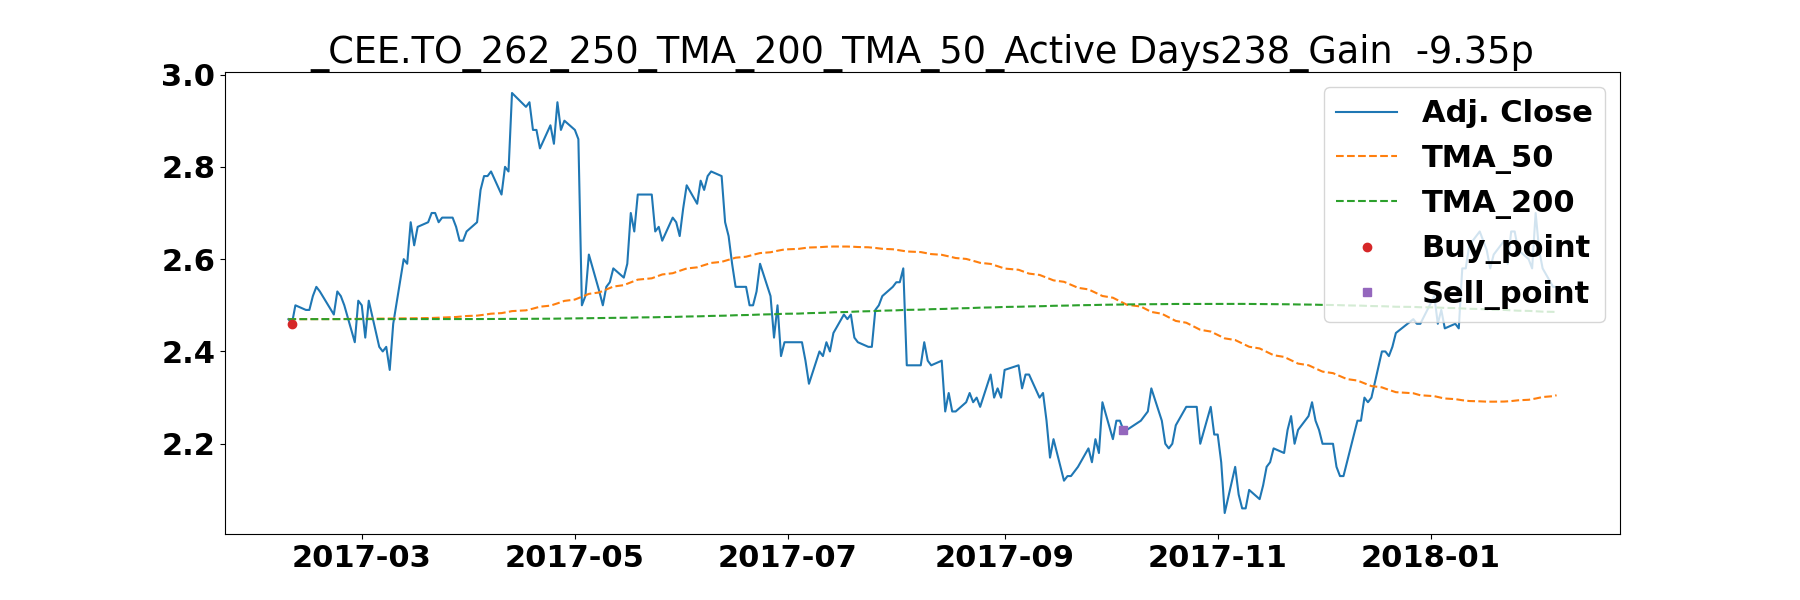 _CEE.TO_262_250_TMA_200_TMA_50_Active Days238_Gain  -9.35p
3.0
2.8
2.6
2.4
2.2
Adj. Close
TMA_50
TMA_200
Buy_point
Sell_point
2017-03 2017-05 2017-07 2017-09 2017-11 2018-01